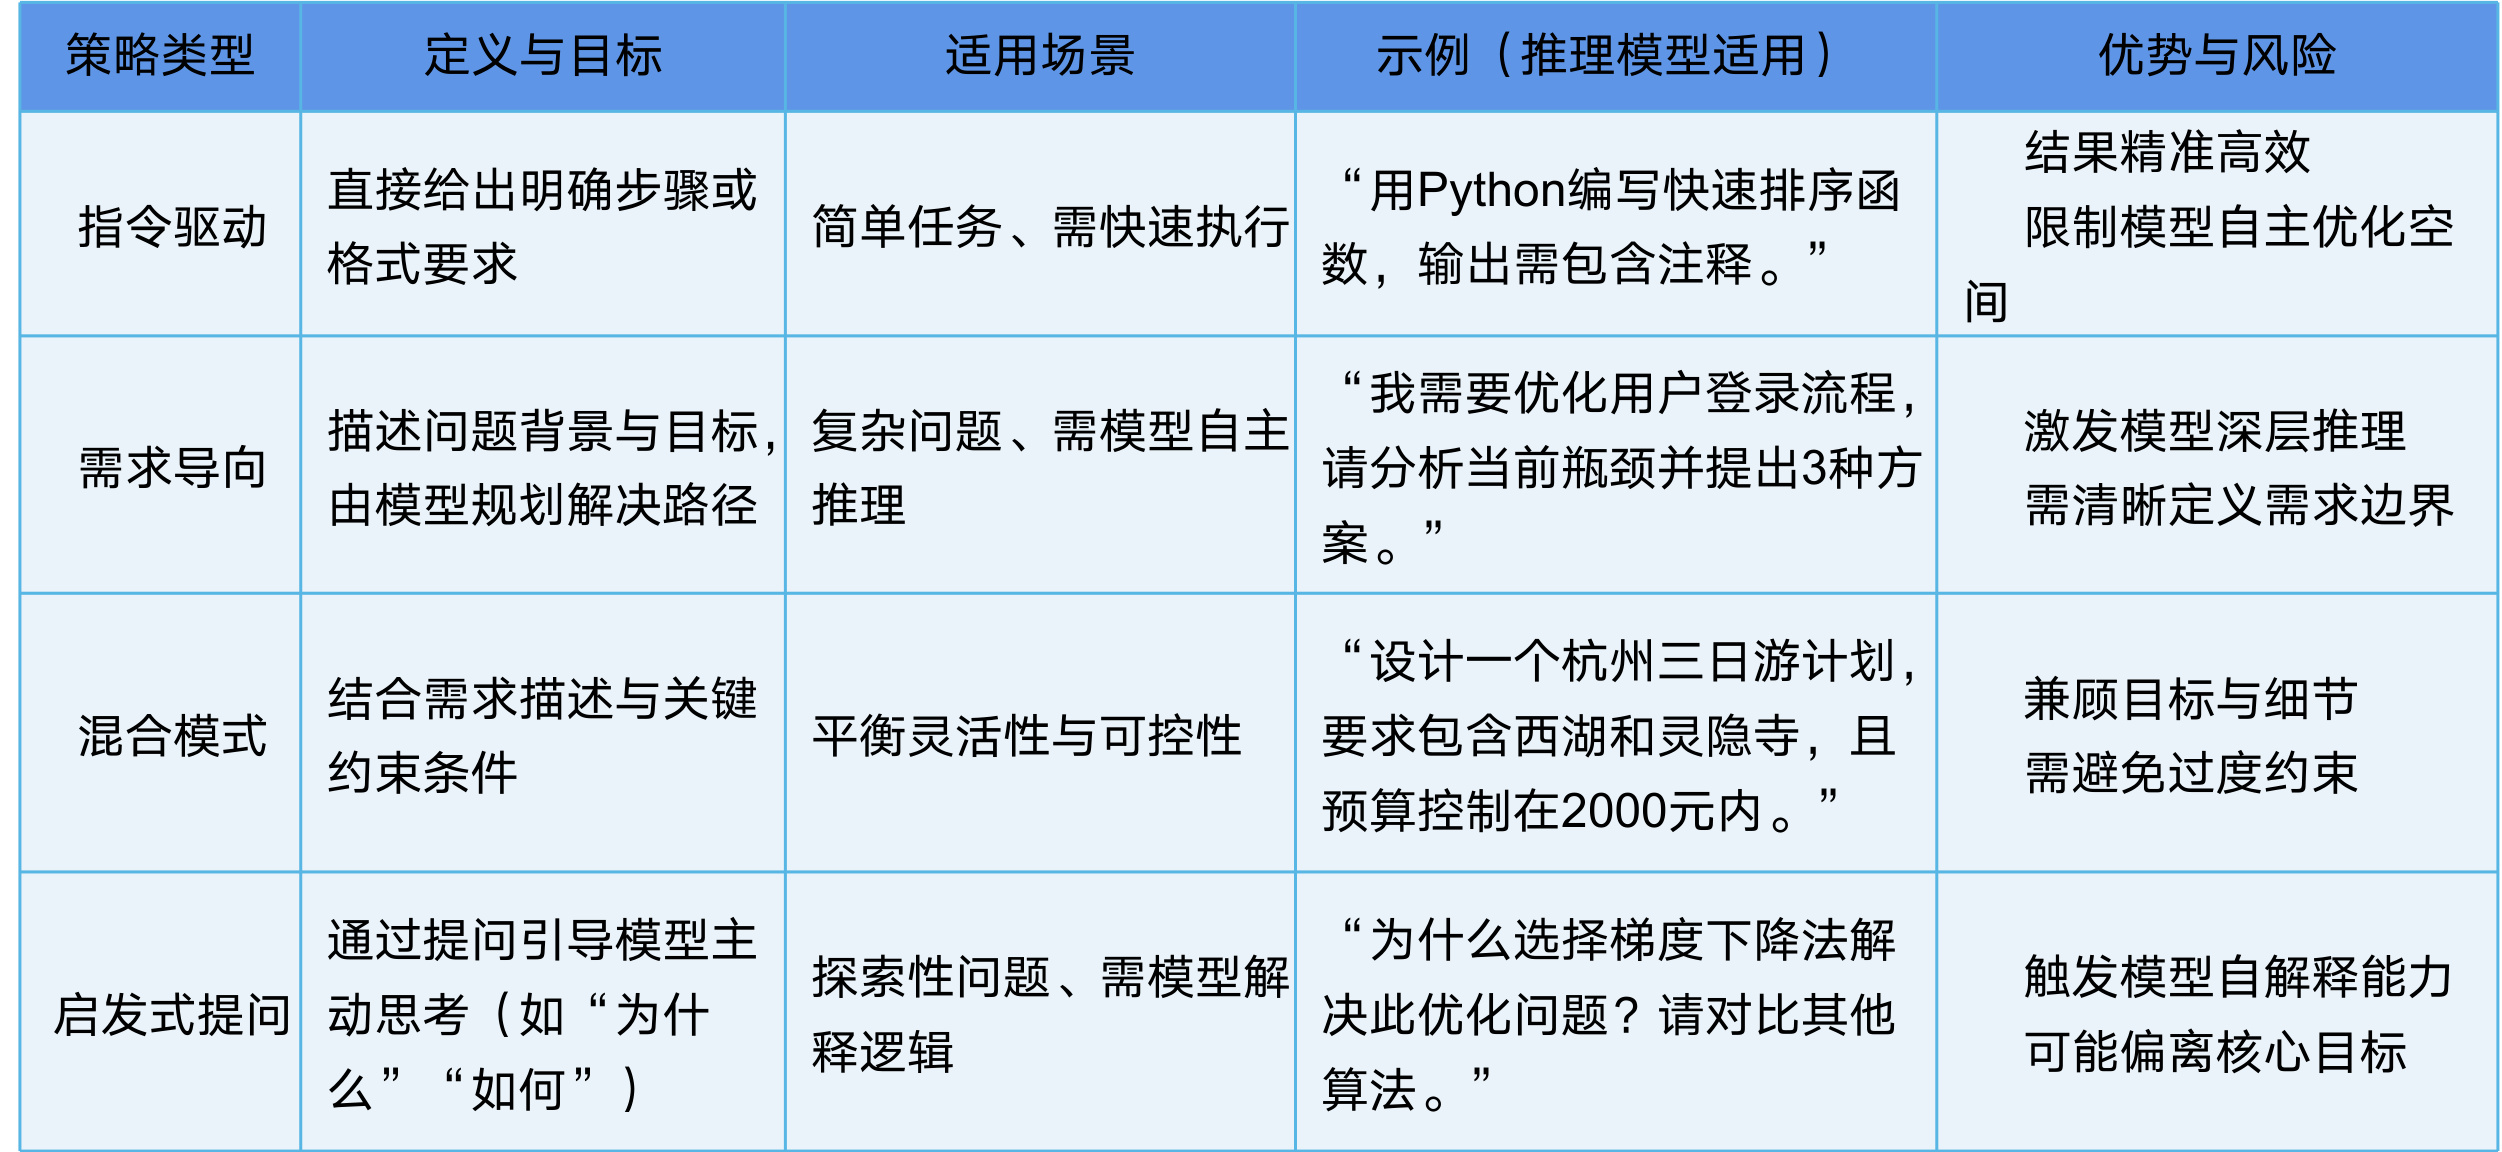 策略类型
定义与目标
适用场景
示例（推理模型适用）
优势与风险
指令驱动
直接给出明确步骤或
格式要求
简单任务、需快速执行
“用Python编写快速排序函
数，输出需包含注释。”
结果精准高效
限制模型自主优化空
间
需求导向
描述问题背景与目标，
由模型规划解决路径
复杂问题、需模型自主
推理
“我需要优化用户登录流程，
请分析当前瓶颈并提出3种方
案。”
激发模型深层推理
需清晰定义需求边界
混合模式
结合需求描述与关键
约束条件
平衡灵活性与可控性
“设计一个杭州三日游计划，
要求包含西湖和灵隐寺，且
预算控制在2000元内。”
兼顾目标与细节
需避免过度约束
启发式提问
通过提问引导模型主
动思考（如“为什
么”“如何”）
探索性问题、需模型解
释逻辑
“为什么选择梯度下降法解
决此优化问题？请对比其他
算法。”
触发模型自解释能力
可能偏离核心目标